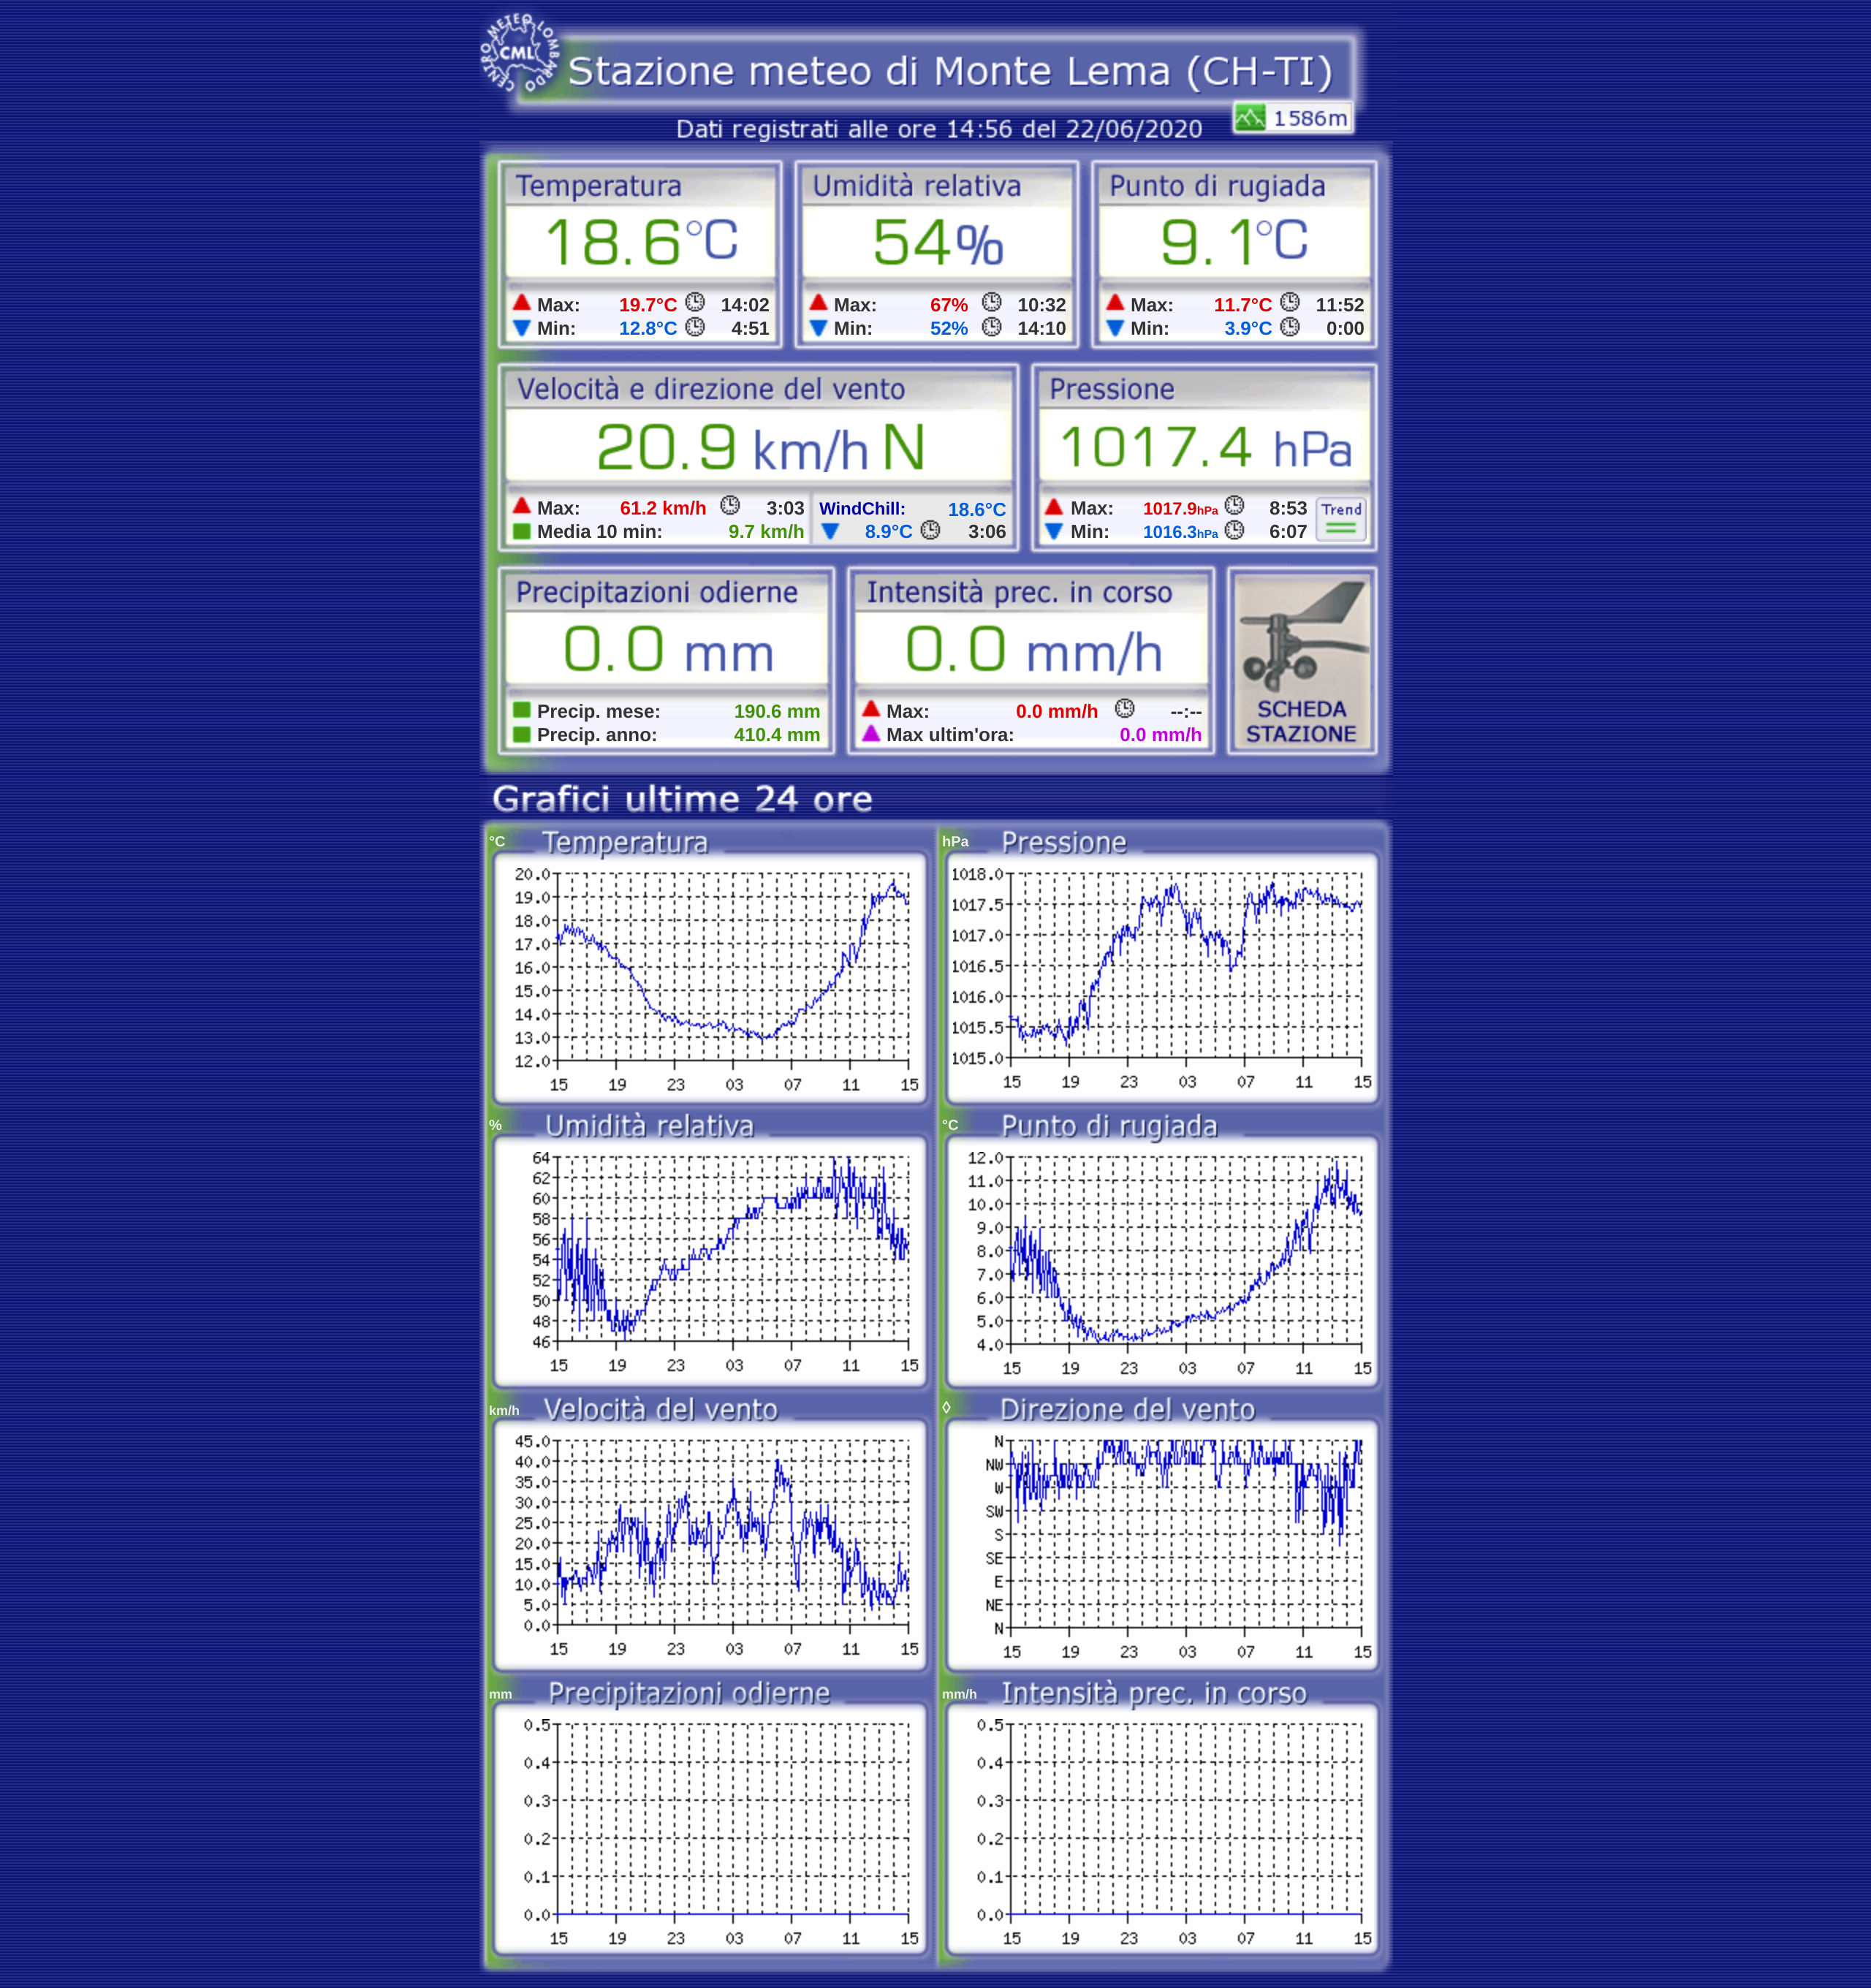 CENTRO METEO LOMBARDO
CML
Stazione meteo di Monte Lema (CH-TI)
1586m
Dati registrati alle ore 14:56 del 22/06/2020
Temperatura Umidità relativa Punto di rugiada
18.6°C 54% 9.1°C
Max: 19.7°C 14:02 Max: 67% 10:32 Max: 11.7°C 11:52
Min: 12.8°C 4:51 Min: 52% 14:10 Min: 3.9°C 0:00
Velocità e direzione del vento Pressione
20.9 km/h N 1017.4 hPa
Max: 61.2 km/h 3:03 WindChill: 18.6°C Max: 1017.9hPa 8:53 Trend
Media 10 min: 9.7 km/h 8.9°C 3:06 Min: 1016.3hPa 6:07
Precipitazioni odierne Intensità prec. in corso
0.0 mm 0.0 mm/h
Precip. mese: 190.6 mm Max: 0.0 mm/h --:-- SCHEDA
Precip. anno: 410.4 mm Max ultim'ora: 0.0 mm/h STAZIONE
Grafici ultime 24 ore
°C Temperatura
20.0
19.0
18.0
17.0
16.0
15.0
14.0
13.0
12.0
15 19 23 03 07 11 15
hPa Pressione
1018.0
1017.5
1017.0
1016.5
1016.0
1015.5
1015.0
15 19 23 03 07 11 15
% Umidità relativa
64
62
60
58
56
54
52
50
48
46
15 19 23 03 07 11 15
°C Punto di rugiada
12.0
11.0
10.0
9.0
8.0
7.0
6.0
5.0
4.0
15 19 23 03 07 11 15
km/h Velocità del vento
45.0
40.0
35.0
30.0
25.0
20.0
15.0
10.0
5.0
0.0
15 19 23 03 07 11 15
◊ Direzione del vento
N
NW
W
SW
S
SE
E
NE
N
15 19 23 03 07 11 15
mm Precipitazioni odierne
0.5
0.4
0.3
0.2
0.1
0.0
15 19 23 03 07 11 15
mm/h Intensità prec. in corso
0.5
0.4
0.3
0.2
0.1
0.0
15 19 23 03 07 11 15